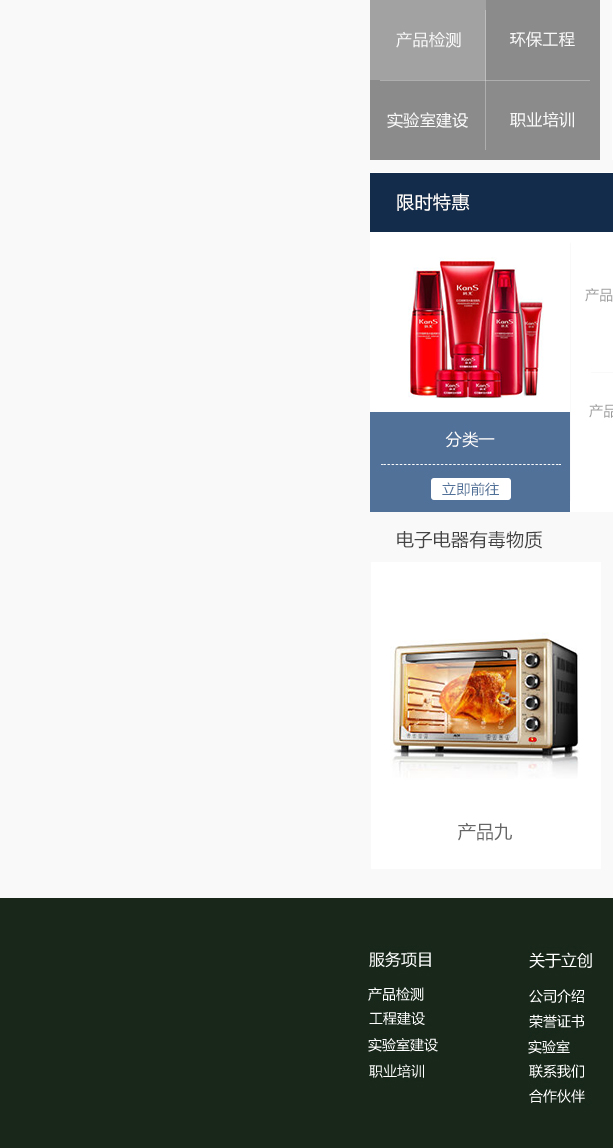 产品检测 环保工程
实验室建设 职业培训
限时特惠
KanS
KanS
KanS
KanS
产品
产品
分类一
立即前往
电子电器有毒物质
产品九
服务项目
产品检测
工程建设
实验室建设
职业培训
关于立创
公司介绍
荣誉证书
实验室
联系我们
合作伙伴